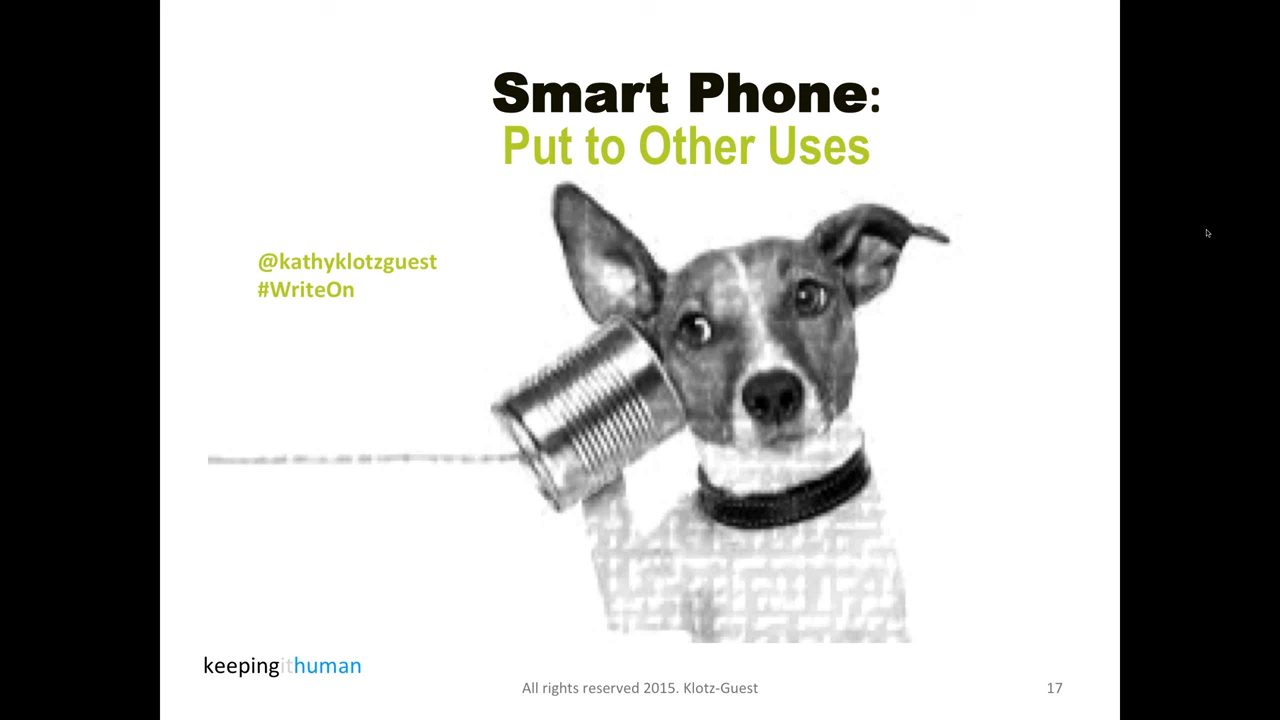 Smart Phone:
Put to Other Uses
@kathyklotzguest
#WriteOn
keepingithuman
All rights reserved 2015. Klotz-Guest
17